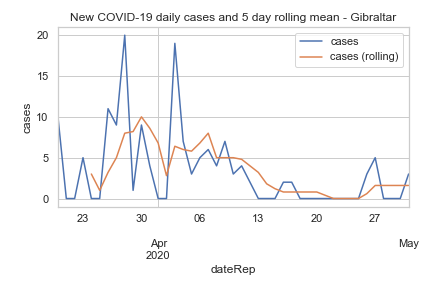 New COVID-19 daily cases and 5 day rolling mean - Gibraltar
cases
cases (rolling)
cases
20
15
10
5
0
23
30
06
13
20
27
Apr
2020
May
dateRep